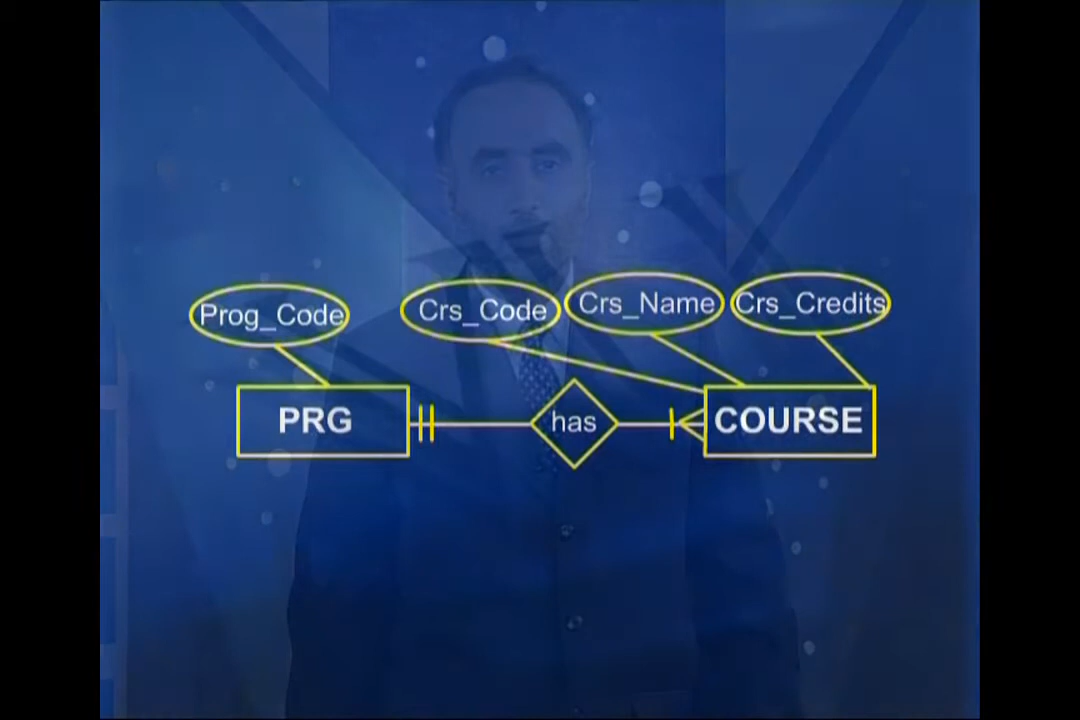 Prog_Code
Crs_Code
Crs_Name
Crs_Credits
PRG
has
COURSE